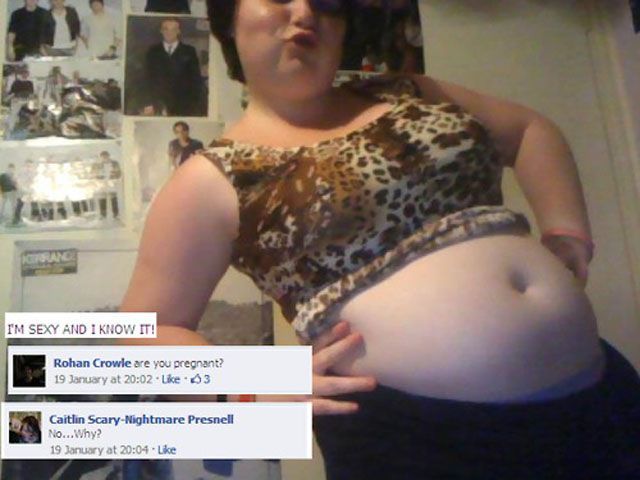 KERRANG!
I'M SEXY AND I KNOW IT!
Rohan Crowle are you pregnant?
19 January at 20:02 · Like · 3
Caitlin Scary-Nightmare Presnell
No...Why?
19 January at 20:04 · Like